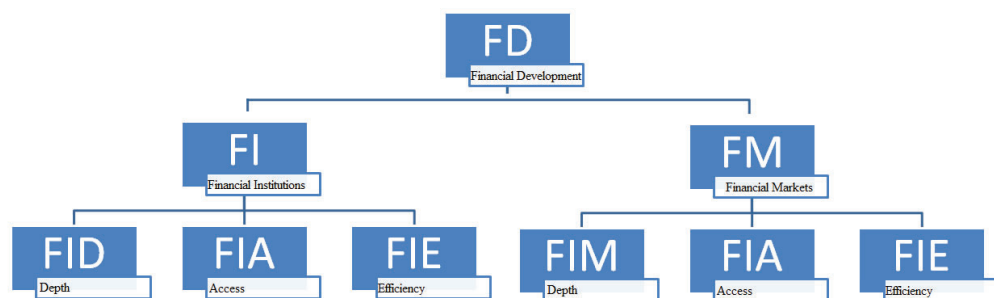 FD
Financial Development
FI
Financial Institutions
FM
Financial Markets
FID
Depth
FIA
Access
FIE
Efficiency
FIM
Depth
FIA
Access
FIE
Efficiency